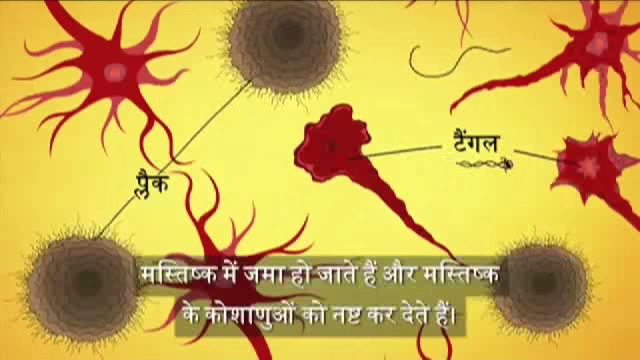 टैंगल
प्लैक
मस्तिष्क में जमा हो जाते हैं और मस्तिष्क
के कोशाणुओं को नष्ट कर देते हैं।